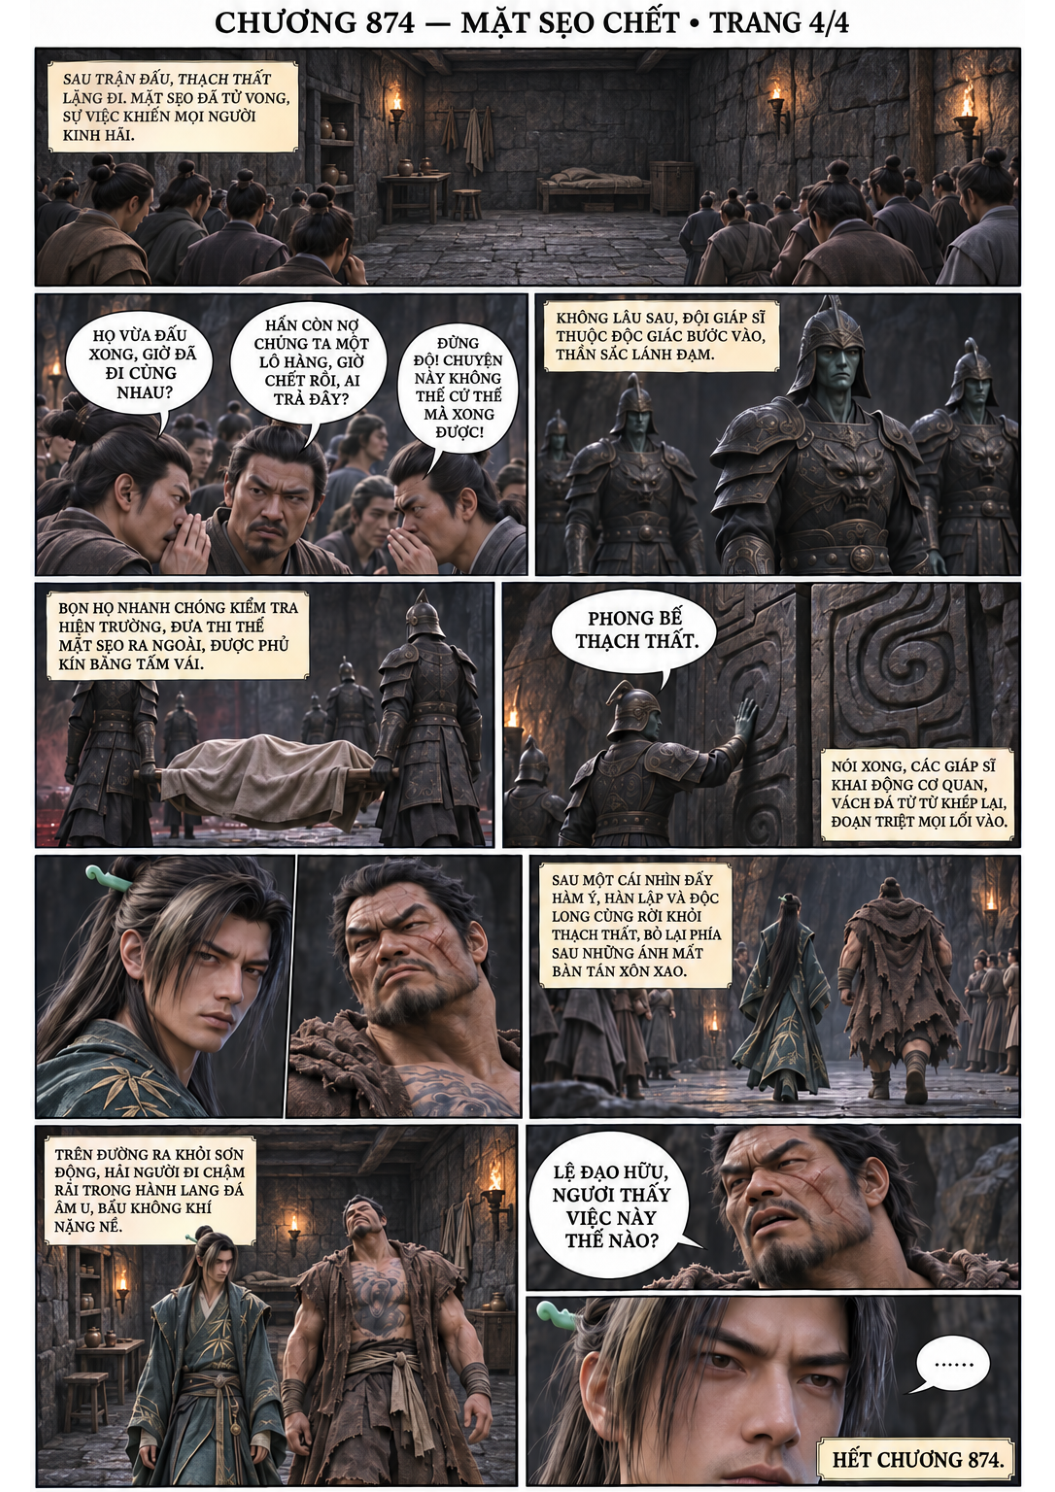 CHƯƠNG 874 — MẶT SẸO CHẾT • TRANG 4/4
SAU TRẬN ĐẤU, THẠCH THẤT
LẶNG ĐI. MẶT SẸO ĐÃ TỬ VONG,
SỰ VIỆC KHIẾN MỌI NGƯỜI
KINH HÃI.
HỌ VỪA ĐẤU
XONG, GIỜ ĐÃ
ĐI CÙNG
NHAU?
HẮN CÒN NỢ
CHÚNG TA MỘT
LÔ HÀNG, GIỜ
CHẾT RỒI, AI
TRẢ ĐÂY?
ĐỪNG
ĐỘ! CHUYỆN
NÀY KHÔNG
THỂ CỨ THẾ
MÀ XONG
ĐƯỢC!
KHÔNG LÂU SAU, ĐỘI GIÁP SĨ
THUỘC ĐỘC GIÁC BƯỚC VÀO,
THẦN SẮC LÁNH ĐẠM.
BỌN HỌ NHANH CHÓNG KIỂM TRA
HIỆN TRƯỜNG, ĐƯA THI THỂ
MẶT SẸO RA NGOÀI, ĐƯỢC PHỦ
KÍN BẰNG TẤM VẢI.
PHONG BẾ
THẠCH THẤT.
NÓI XONG, CÁC GIÁP SĨ
KHAI ĐỘNG CƠ QUAN,
VÁCH ĐÁ TỪ TỪ KHÉP LẠI,
ĐOẠN TRIỆT MỌI LỐI VÀO.
SAU MỘT CÁI NHÌN ĐẦY
HÀM Ý, HÀN LẬP VÀ ĐỘC
LONG CÙNG RỜI KHỎI
THẠCH THẤT, BỎ LẠI PHÍA
SAU NHỮNG ÁNH MẮT
BÀN TÁN XÔN XAO.
TRÊN ĐƯỜNG RA KHỎI SƠN
ĐỘNG, HAI NGƯỜI ĐI CHẬM
RÃI TRONG HÀNH LANG ĐÁ
ÂM U, BẦU KHÔNG KHÍ
NẶNG NỀ.
LỆ ĐẠO HỮU,
NGƯƠI THẤY
VIỆC NÀY
THẾ NÀO?
......
HẾT CHƯƠNG 874.